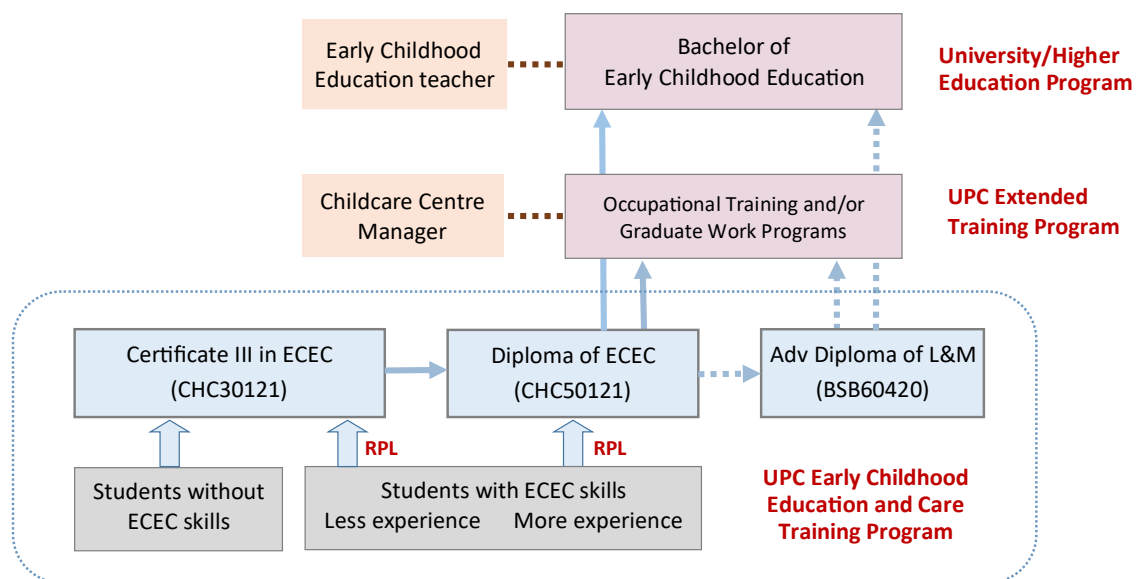 Early Childhood
Education teacher
Bachelor of
Early Childhood Education
University/Higher
Education Program
Childcare Centre
Manager
Occupational Training and/or
Graduate Work Programs
UPC Extended
Training Program
Certificate III in ECEC
(CHC30121)
Diploma of ECEC
(CHC50121)
Adv Diploma of L&M
(BSB60420)
RPL
RPL
Students without
ECEC skills
Students with ECEC skills
Less experience More experience
UPC Early Childhood
Education and Care
Training Program